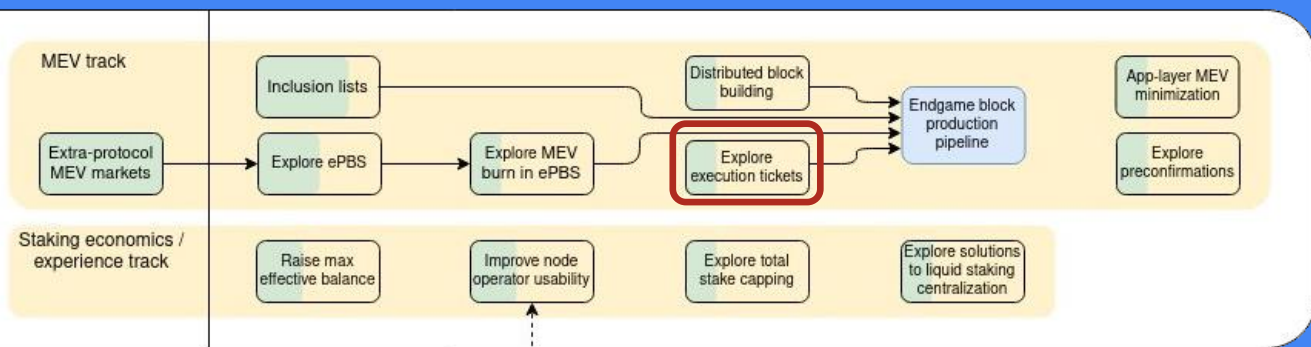 MEV track
Inclusion lists
Distributed block
building
App-layer MEV
minimization
Endgame block
production
pipeline
Extra-protocol
MEV markets
Explore ePBS
Explore MEV
burn in ePBS
Explore
execution tickets
Explore
preconfirmations
Staking economics /
experience track
Raise max
effective balance
Improve node
operator usability
Explore total
stake capping
Explore solutions
to liquid staking
centralization